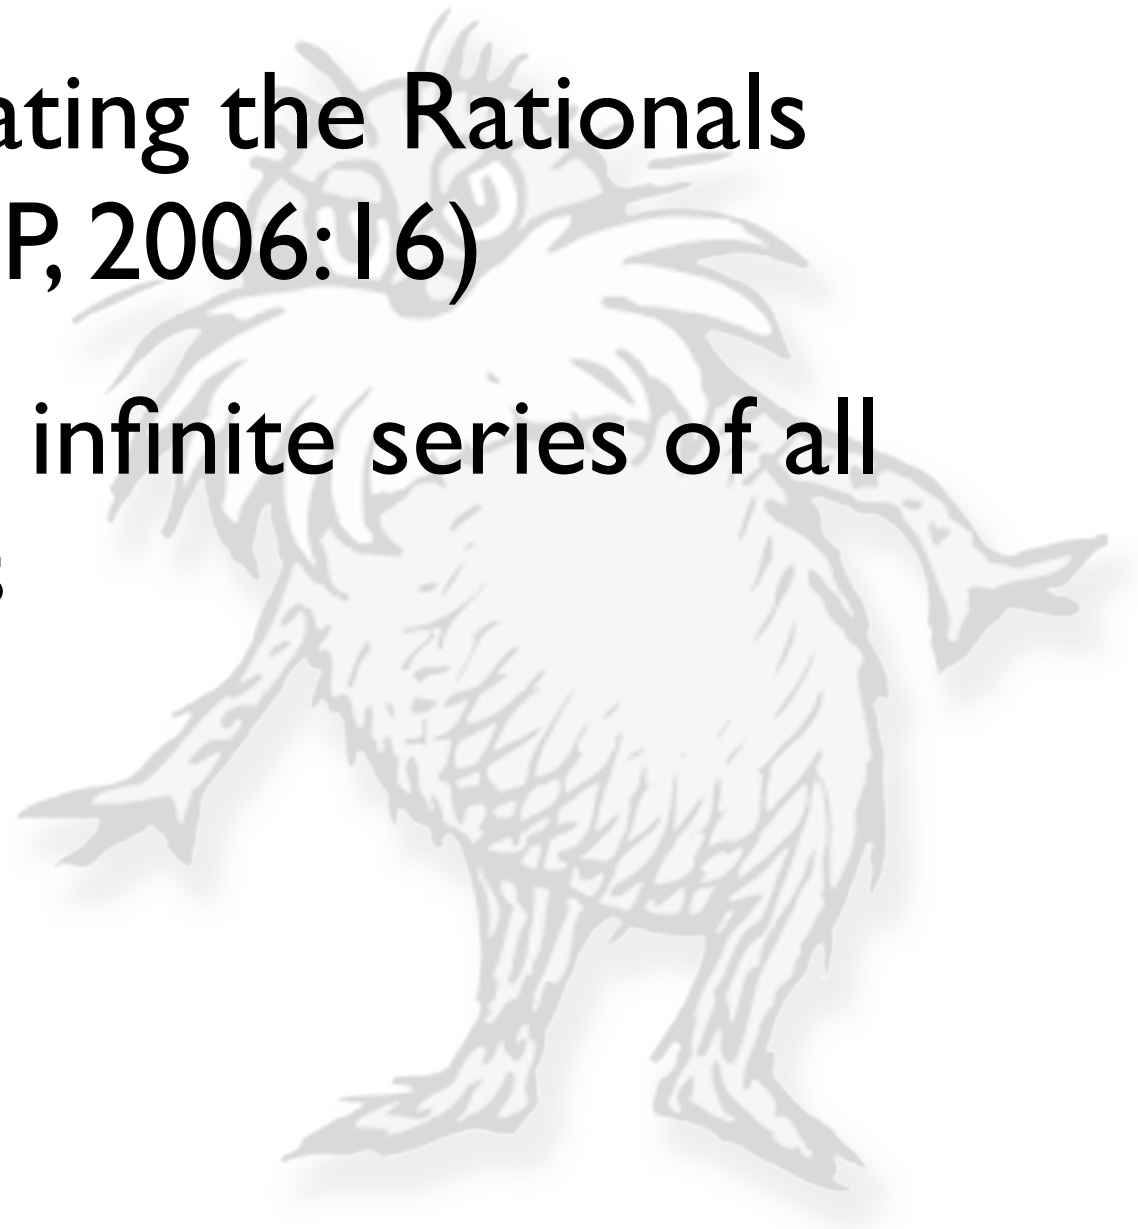 ating the Rationals
P, 2006:16)
infinite series of all
s